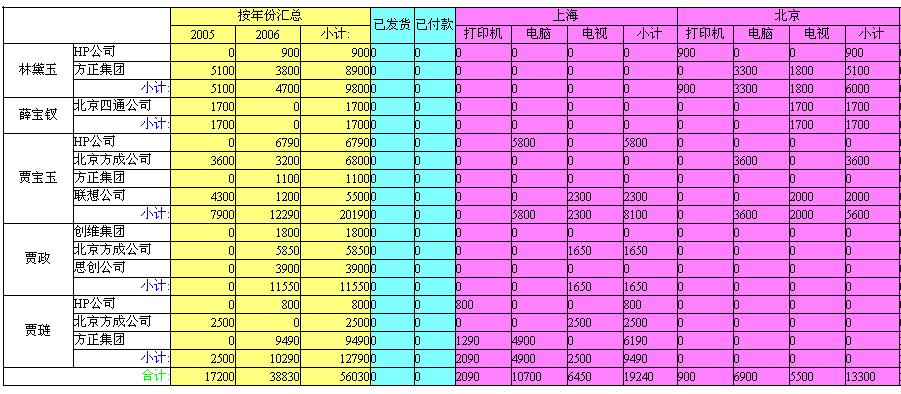 按年份汇总 已发货 已付款 上海 北京
2005 2006 小计: 打印机 电脑 电视 小计 打印机 电脑 电视 小计
林黛玉 HP公司 0 900 900 0 0 0 0 0 0 900 0 0 900
方正集团 5100 3800 8900 0 0 0 0 0 0 0 3300 1800 5100
小计: 5100 4700 9800 0 0 0 0 0 0 900 3300 1800 6000
薛宝钗 北京四通公司 1700 0 1700 0 0 0 0 0 0 0 0 1700 1700
小计: 1700 0 1700 0 0 0 0 0 0 0 0 1700 1700
贾宝玉 HP公司 0 6790 6790 0 0 0 5800 0 5800 0 0 0 0
北京方成公司 3600 3200 6800 0 0 0 0 0 0 0 3600 0 3600
方正集团 0 1100 1100 0 0 0 0 0 0 0 0 0 0
联想公司 4300 1200 5500 0 0 0 0 2300 2300 0 0 2000 2000
小计: 7900 12290 20190 0 0 0 5800 2300 8100 0 3600 2000 5600
贾政 创维集团 0 1800 1800 0 0 0 0 0 0 0 0 0 0
北京方成公司 0 5850 5850 0 0 0 0 1650 1650 0 0 0 0
思创公司 0 3900 3900 0 0 0 0 0 0 0 0 0 0
小计: 0 11550 11550 0 0 0 0 1650 1650 0 0 0 0
贾琏 HP公司 0 800 800 0 0 800 0 0 800 0 0 0 0
北京方成公司 2500 0 2500 0 0 0 0 2500 2500 0 0 0 0
方正集团 0 9490 9490 0 0 1290 4900 0 6190 0 0 0 0
小计: 2500 10290 12790 0 0 2090 4900 2500 9490 0 0 0 0
合计: 17200 38830 56030 0 0 2090 10700 6450 19240 900 6900 5500 13300